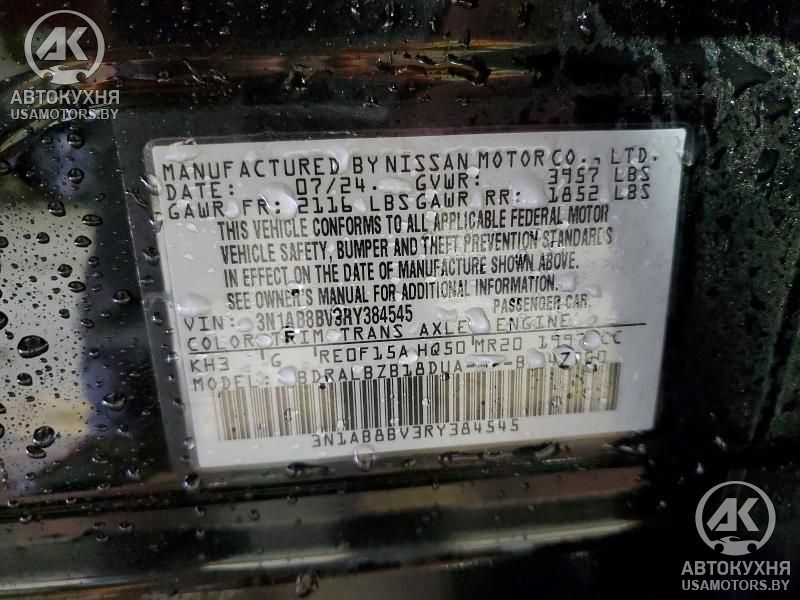 AK
АВТОКУХНЯ
USAMOTORS.BY
MANUFACTURED BY NISSAN MOTOR CO., LTD.
DATE: 07/24. GVWR: 3957 LBS
GAWR FR: 2116 LBS GAWR RR: 1852 LBS
THIS VEHICLE CONFORMS TO ALL APPLICABLE FEDERAL MOTOR
VEHICLE SAFETY, BUMPER AND THEFT PREVENTION STANDARDS
IN EFFECT ON THE DATE OF MANUFACTURE SHOWN ABOVE.
SEE OWNER'S MANUAL FOR ADDITIONAL INFORMATION.
VIN: 3N1AB8BV3RY384545 PASSENGER CAR.
COLOR TRIM TRANS AXLE ENGINE
KH3 G RE0F15A HQ50 MR20 CC
MODEL:
3N1AB8BV3RY384545
AK
АВТОКУХНЯ
USAMOTORS.BY